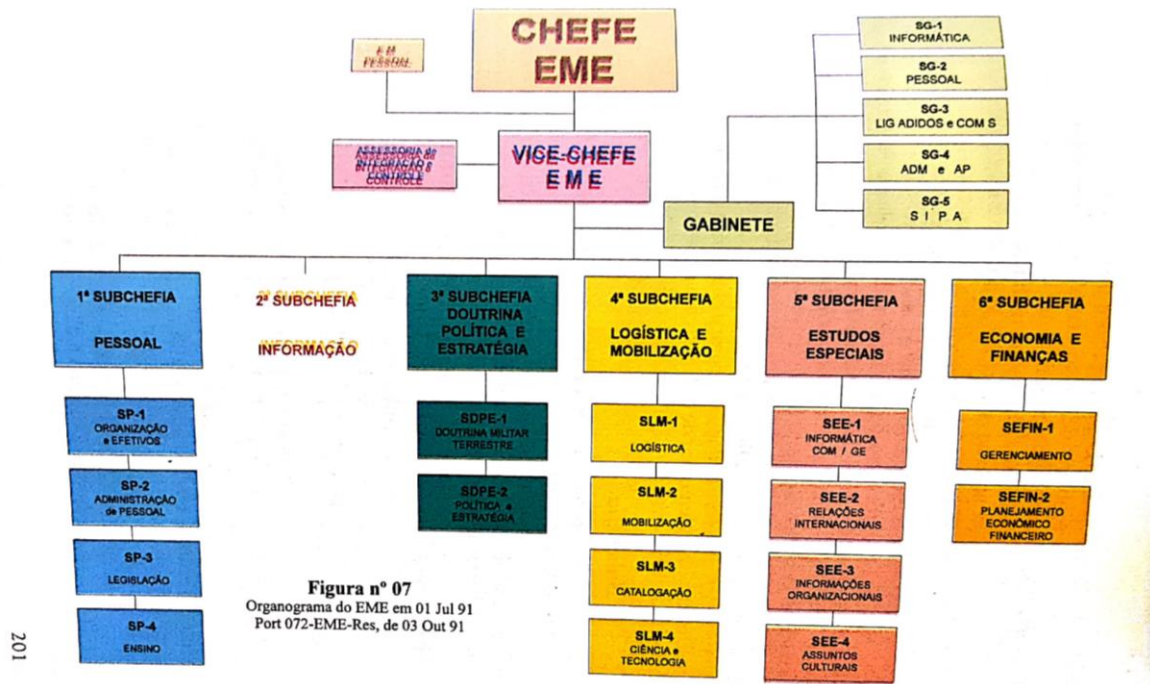 CHEFE
EME
E M
PESSOAL
ASSESSORIA de
INTEGRAÇÃO e
CONTROLE
VICE-CHEFE
E M E
GABINETE
SG-1
INFORMÁTICA
SG-2
PESSOAL
SG-3
LIG ADIDOS e COM S
SG-4
ADM e AP
SG-5
S I P A
1ª SUBCHEFIA
PESSOAL
SP-1
ORGANIZAÇÃO
e EFETIVOS
SP-2
ADMINISTRAÇÃO
de PESSOAL
SP-3
LEGISLAÇÃO
SP-4
ENSINO
2ª SUBCHEFIA
INFORMAÇÃO
3ª SUBCHEFIA
DOUTRINA
POLÍTICA E
ESTRATÉGIA
SDPE-1
DOUTRINA MILITAR
TERRESTRE
SDPE-2
POLÍTICA e
ESTRATÉGIA
4ª SUBCHEFIA
LOGÍSTICA E
MOBILIZAÇÃO
SLM-1
LOGÍSTICA
SLM-2
MOBILIZAÇÃO
SLM-3
CATALOGAÇÃO
SLM-4
CIÊNCIA e
TECNOLOGIA
5ª SUBCHEFIA
ESTUDOS
ESPECIAIS
SEE-1
INFORMÁTICA
COM / GE
SEE-2
RELAÇÕES
INTERNACIONAIS
SEE-3
INFORMAÇÕES
ORGANIZACIONAIS
SEE-4
ASSUNTOS
CULTURAIS
6ª SUBCHEFIA
ECONOMIA E
FINANÇAS
SEFIN-1
GERENCIAMENTO
SEFIN-2
PLANEJAMENTO
ECONÔMICO
FINANCEIRO
Figura nº 07
Organograma do EME em 01 Jul 91
Port 072-EME-Res, de 03 Out 91
201